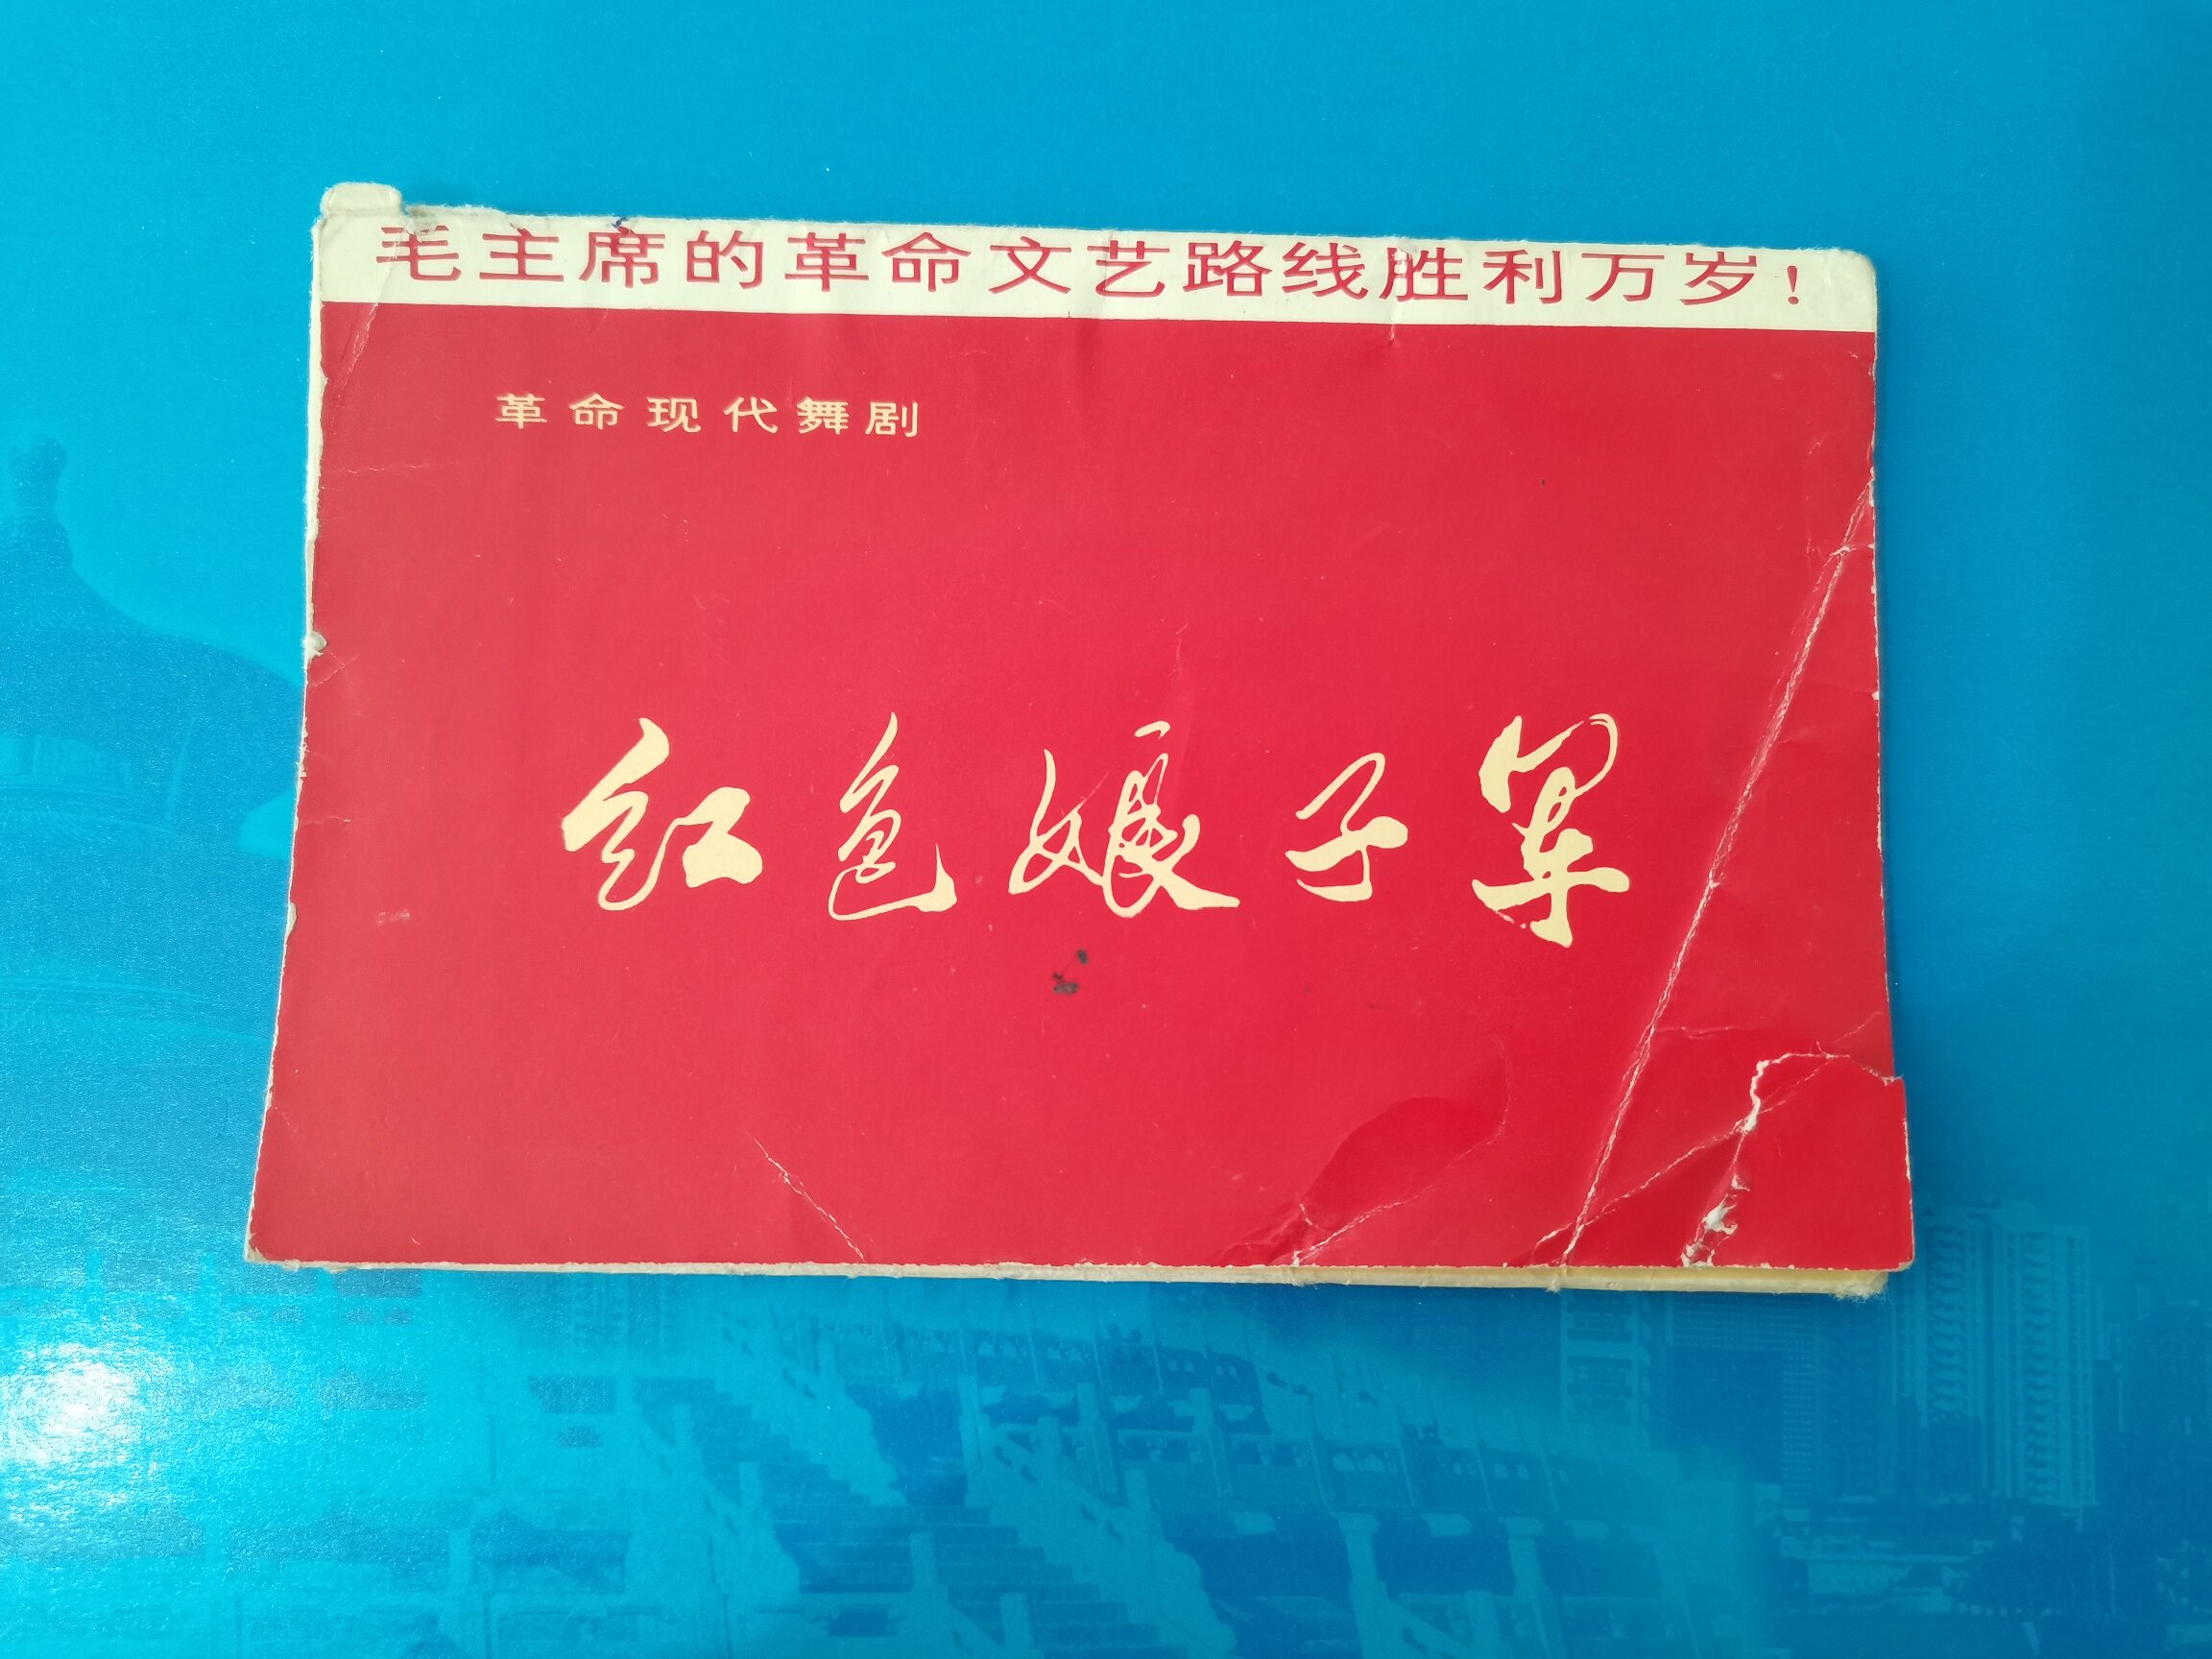 毛主席的革命文艺路线胜利万岁！
革命现代舞剧
红色娘子军